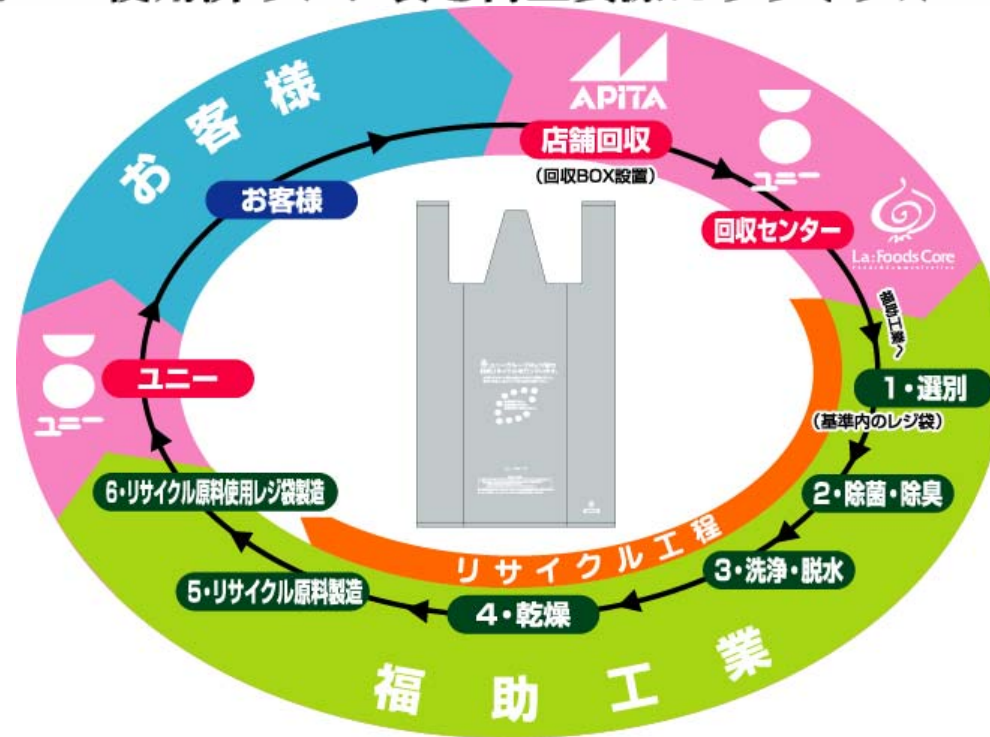 お客様
APiTA
店舗回収
(回収BOX設置)
ユニー
回収センター
La:Foods Core
福助工業へ
1・選別
(基準内のレジ袋)
2・除菌・除臭
3・洗浄・脱水
4・乾燥
5・リサイクル原料製造
6・リサイクル原料使用レジ袋製造
リサイクル工程
福助工業
ユニー
ユニー
お客様